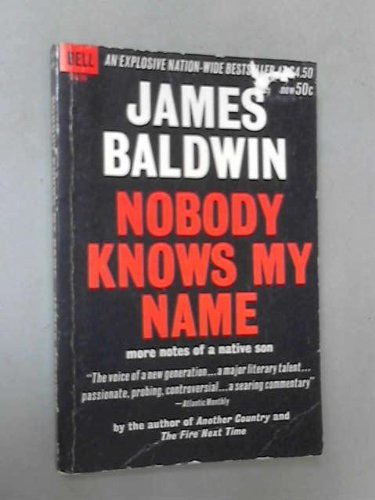 DELL
AN EXPLOSIVE NATION-WIDE BESTSELLER AT $4.50
now 50c
JAMES
BALDWIN
NOBODY
KNOWS MY
NAME
more notes of a native son
"The voice of a new generation...a major literary talent...
passionate, probing, controversial...a searing commentary"
—Atlantic Monthly
by the author of Another Country and
The Fire Next Time